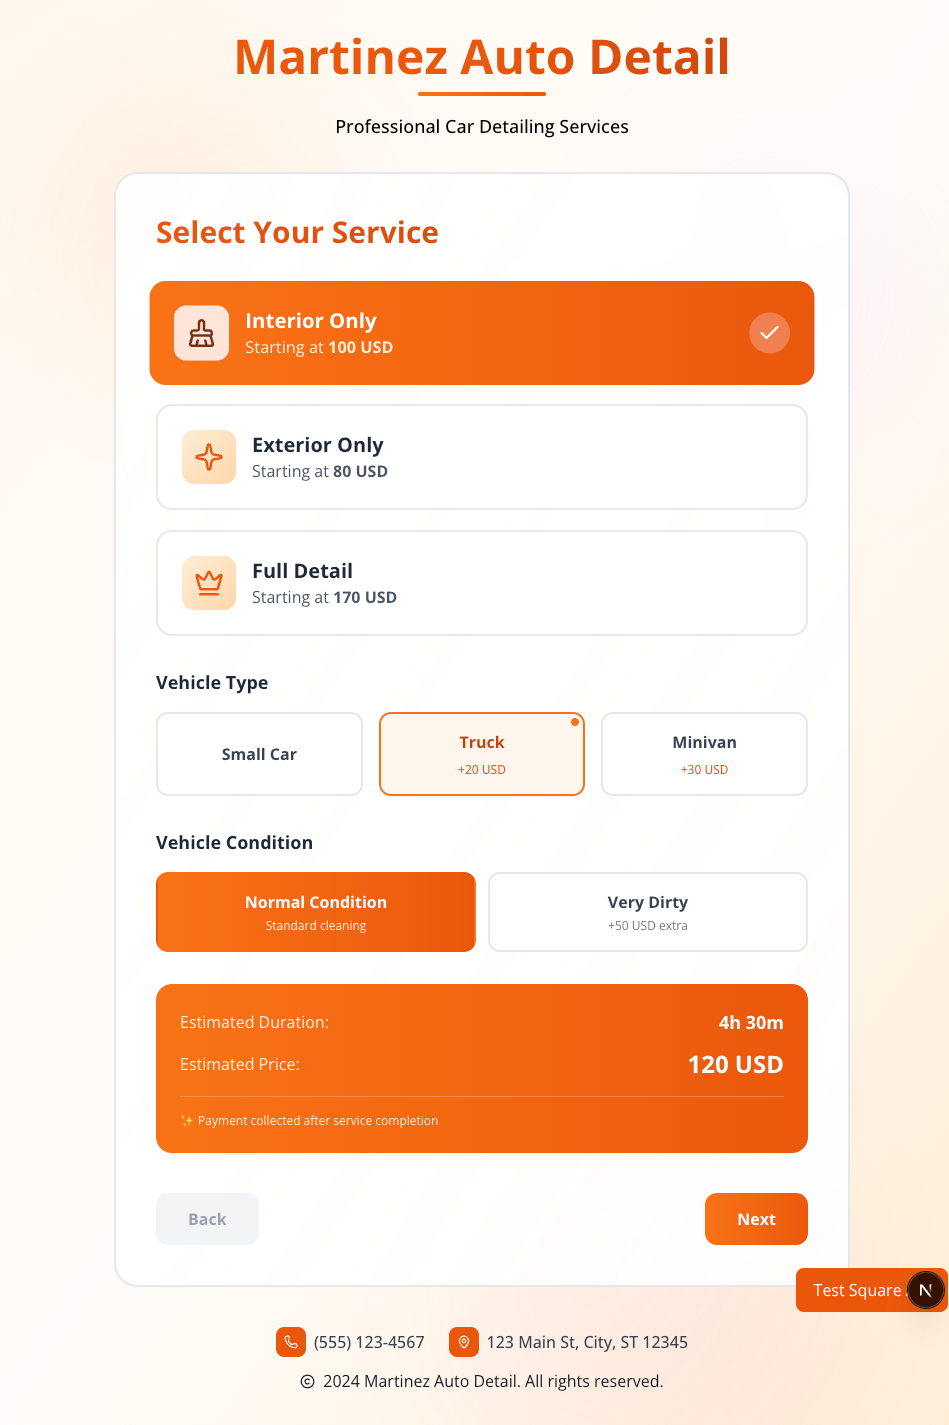 Martinez Auto Detail
Professional Car Detailing Services
Select Your Service
Interior Only
Starting at 100 USD
Exterior Only
Starting at 80 USD
Full Detail
Starting at 170 USD
Vehicle Type
Small Car
Truck
+20 USD
Minivan
+30 USD
Vehicle Condition
Normal Condition
Standard cleaning
Very Dirty
+50 USD extra
Estimated Duration: 4h 30m
Estimated Price: 120 USD
✨ Payment collected after service completion
Back
Next
Test Square
N
(555) 123-4567 123 Main St, City, ST 12345
© 2024 Martinez Auto Detail. All rights reserved.